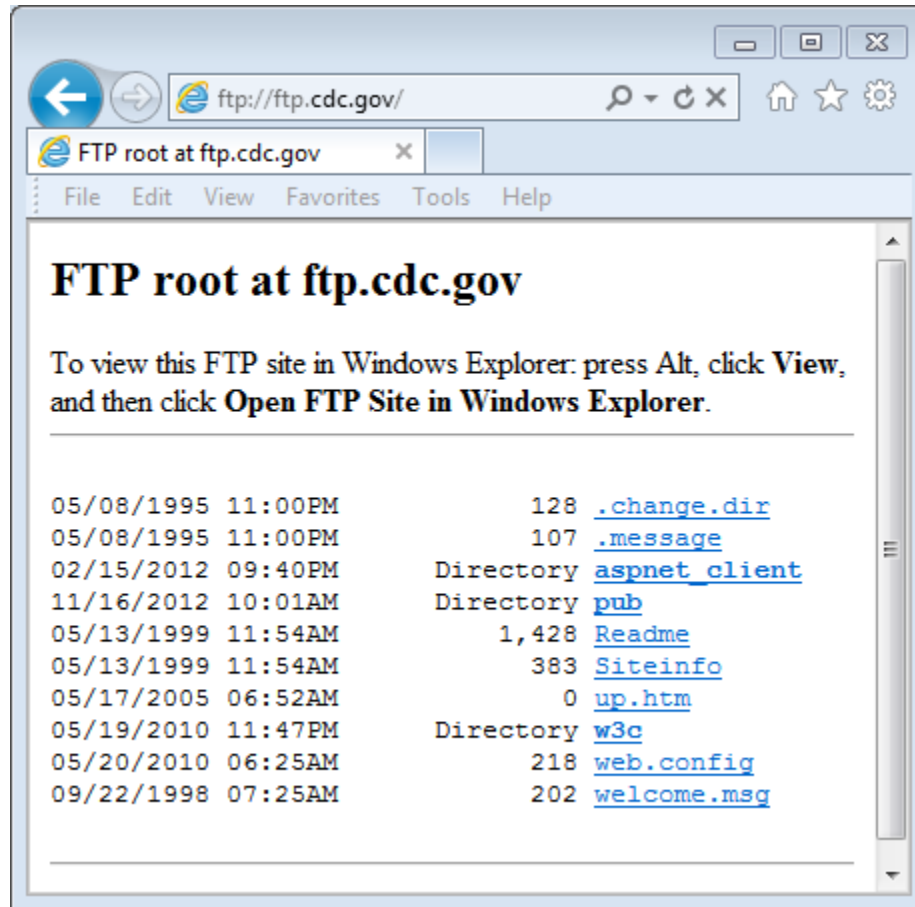 ftp://ftp.cdc.gov/
FTP root at ftp.cdc.gov
File Edit View Favorites Tools Help
FTP root at ftp.cdc.gov
To view this FTP site in Windows Explorer: press Alt, click View,
and then click Open FTP Site in Windows Explorer.
05/08/1995 11:00PM 128 .change.dir
05/08/1995 11:00PM 107 .message
02/15/2012 09:40PM Directory aspnet_client
11/16/2012 10:01AM Directory pub
05/13/1999 11:54AM 1,428 Readme
05/13/1999 11:54AM 383 Siteinfo
05/17/2005 06:52AM 0 up.htm
05/19/2010 11:47PM Directory w3c
05/20/2010 06:25AM 218 web.config
09/22/1998 07:25AM 202 welcome.msg